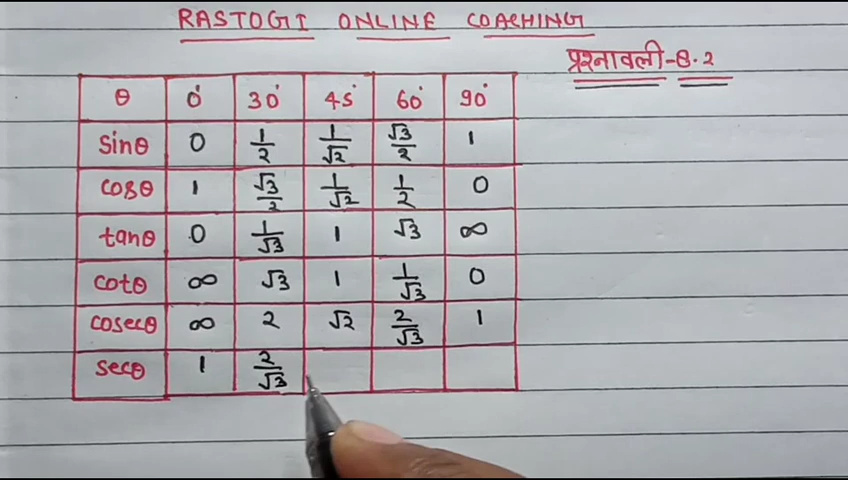 RASTOGI ONLINE COACHING
प्रश्नावली-8.2
θ 0° 30° 45° 60° 90°
sinθ 0 1/2 1/√2 √3/2 1
cosθ 1 √3/2 1/√2 1/2 0
tanθ 0 1/√3 1 √3 ∞
cotθ ∞ √3 1 1/√3 0
cosecθ ∞ 2 √2 2/√3 1
secθ 1 2/√3